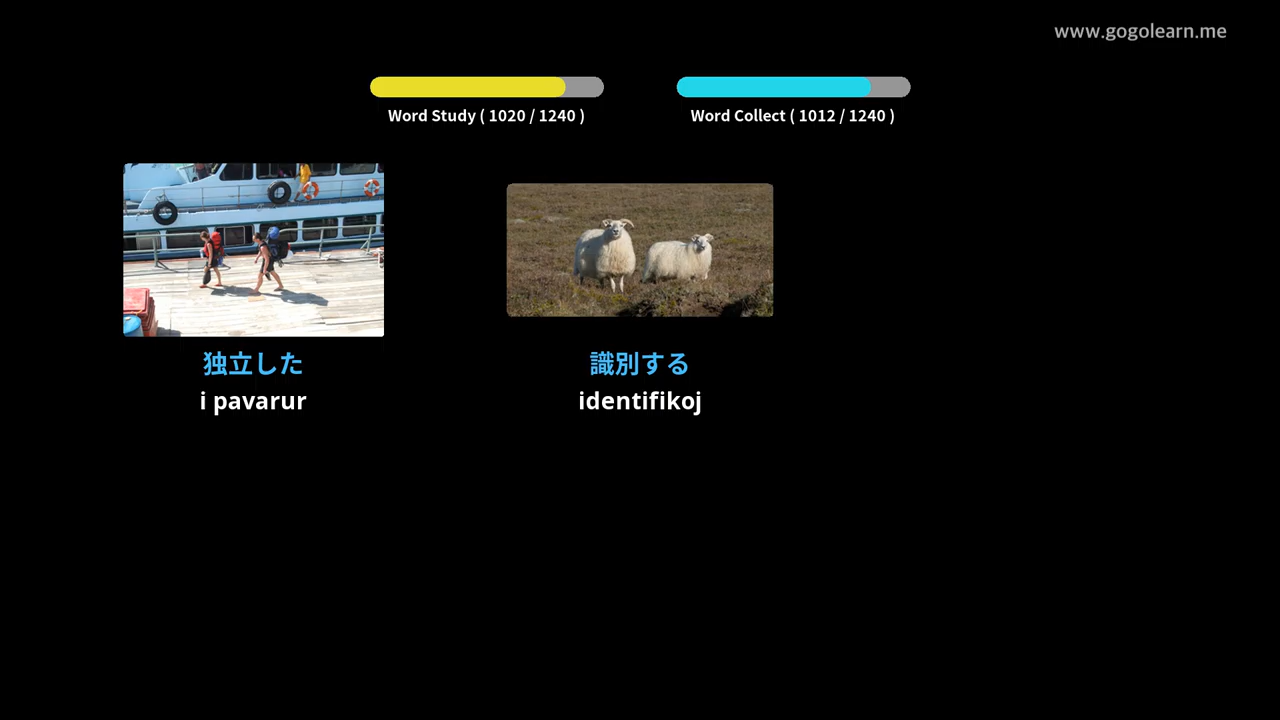 www.gogolearn.me
Word Study ( 1020 / 1240 )
Word Collect ( 1012 / 1240 )
独立した
i pavarur
識別する
identifikoj